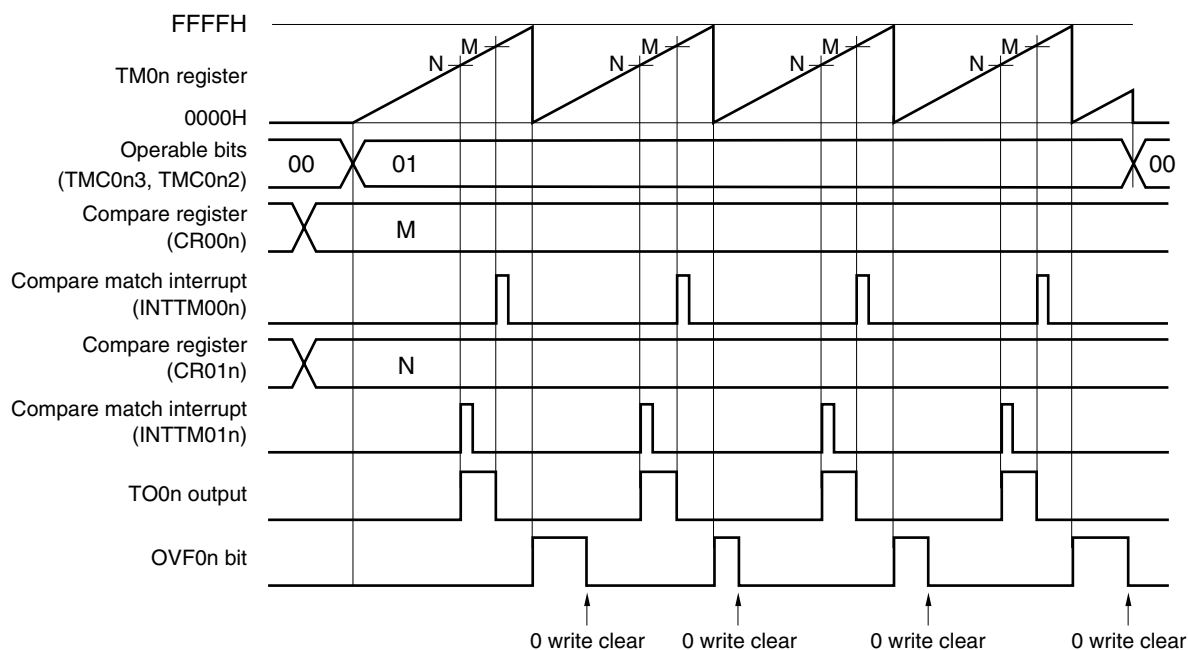 FFFFH
M M M M
N N N N
TM0n register
0000H
Operable bits
(TMC0n3, TMC0n2)
00 01 00
Compare register
(CR00n)
M
Compare match interrupt
(INTTM00n)
Compare register
(CR01n)
N
Compare match interrupt
(INTTM01n)
TO0n output
OVF0n bit
0 write clear 0 write clear 0 write clear 0 write clear